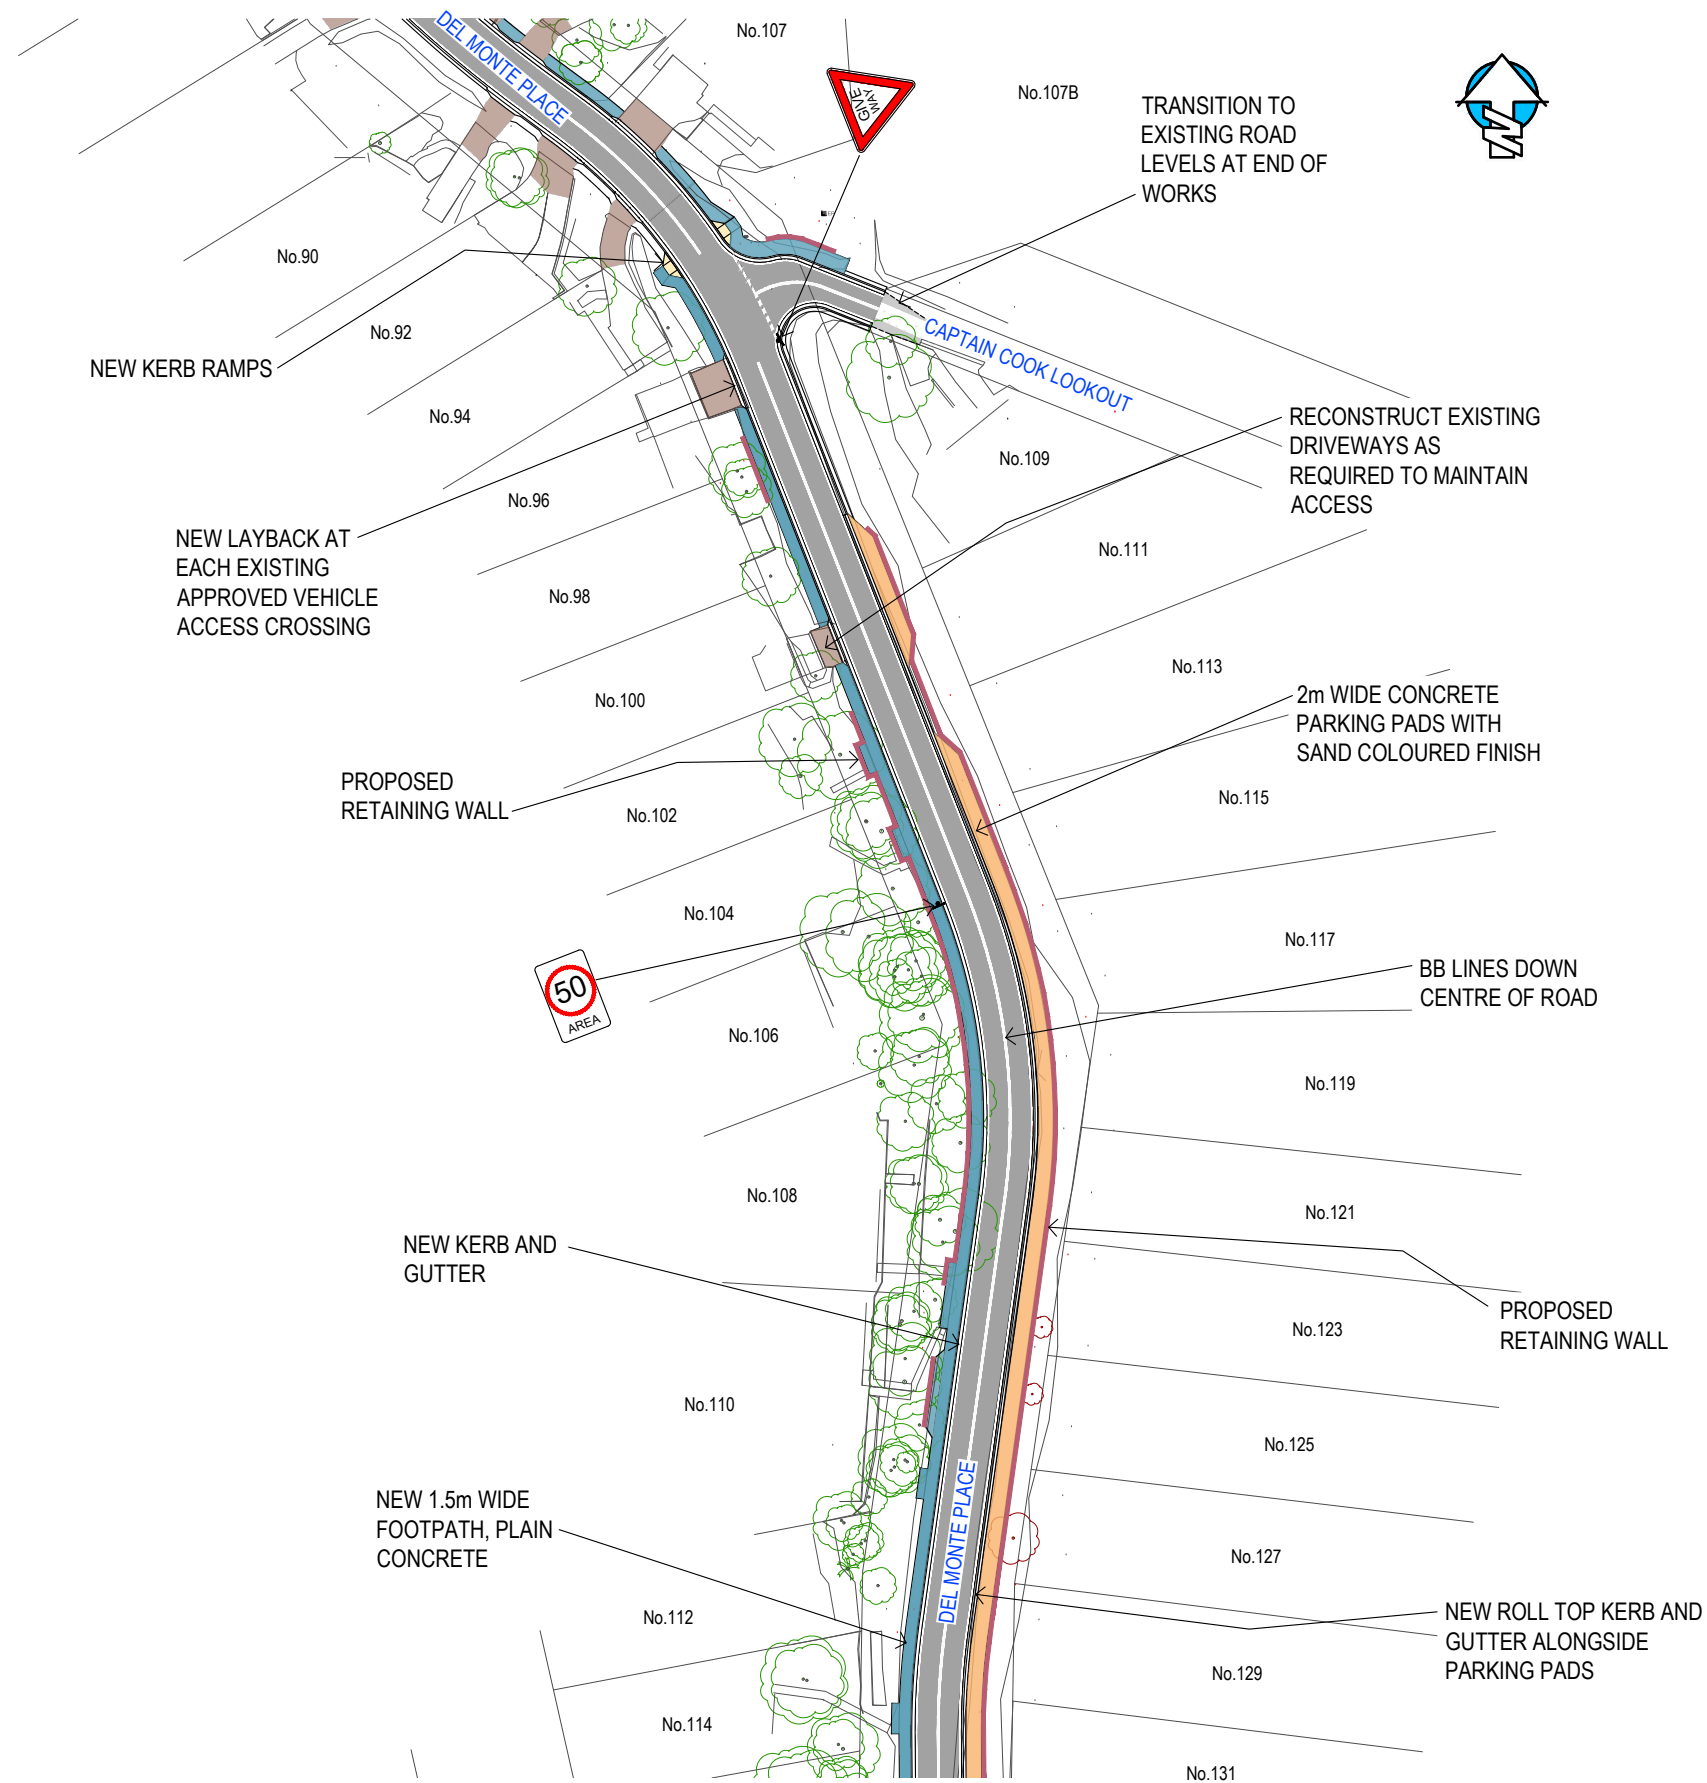 DEL MONTE PLACE
No.107
GIVE
WAY
No.107B
TRANSITION TO
EXISTING ROAD
LEVELS AT END OF
WORKS
N
No.90
No.92
NEW KERB RAMPS
No.94
CAPTAIN COOK LOOKOUT
RECONSTRUCT EXISTING
DRIVEWAYS AS
REQUIRED TO MAINTAIN
ACCESS
No.109
No.96
NEW LAYBACK AT
EACH EXISTING
APPROVED VEHICLE
ACCESS CROSSING
No.111
No.98
No.113
No.100
2m WIDE CONCRETE
PARKING PADS WITH
SAND COLOURED FINISH
PROPOSED
RETAINING WALL
No.102
No.115
No.104
No.117
50
AREA
BB LINES DOWN
CENTRE OF ROAD
No.106
No.119
No.108
No.121
NEW KERB AND
GUTTER
PROPOSED
RETAINING WALL
No.123
No.110
No.125
NEW 1.5m WIDE
FOOTPATH, PLAIN
CONCRETE
DEL MONTE PLACE
No.127
No.112
NEW ROLL TOP KERB AND
GUTTER ALONGSIDE
PARKING PADS
No.129
No.114
No.131